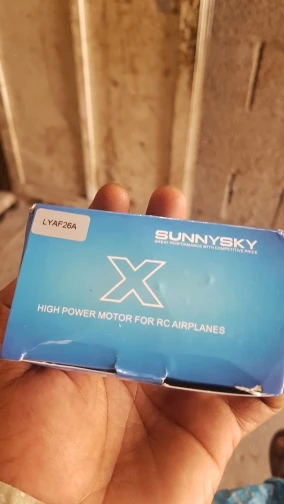 LYAF26A
SUNNYSKY
GREAT PERFORMANCE WITH COMPETITIVE PRICE
X
HIGH POWER MOTOR FOR RC AIRPLANES